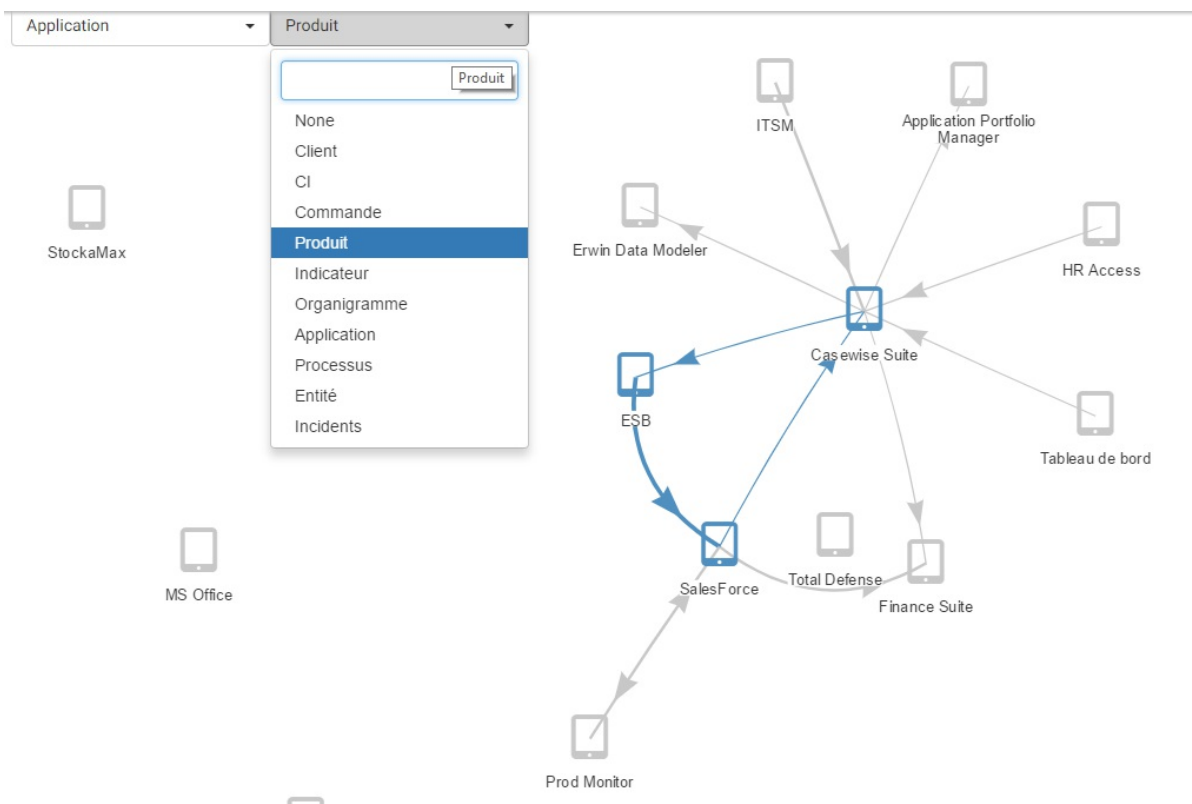 Application
Produit
Produit
None
Client
CI
Commande
Produit
Indicateur
Organigramme
Application
Processus
Entité
Incidents
StockaMax
MS Office
ITSM
Application Portfolio
Manager
Erwin Data Modeler
HR Access
Casewise Suite
ESB
Tableau de bord
SalesForce
Total Defense
Finance Suite
Prod Monitor